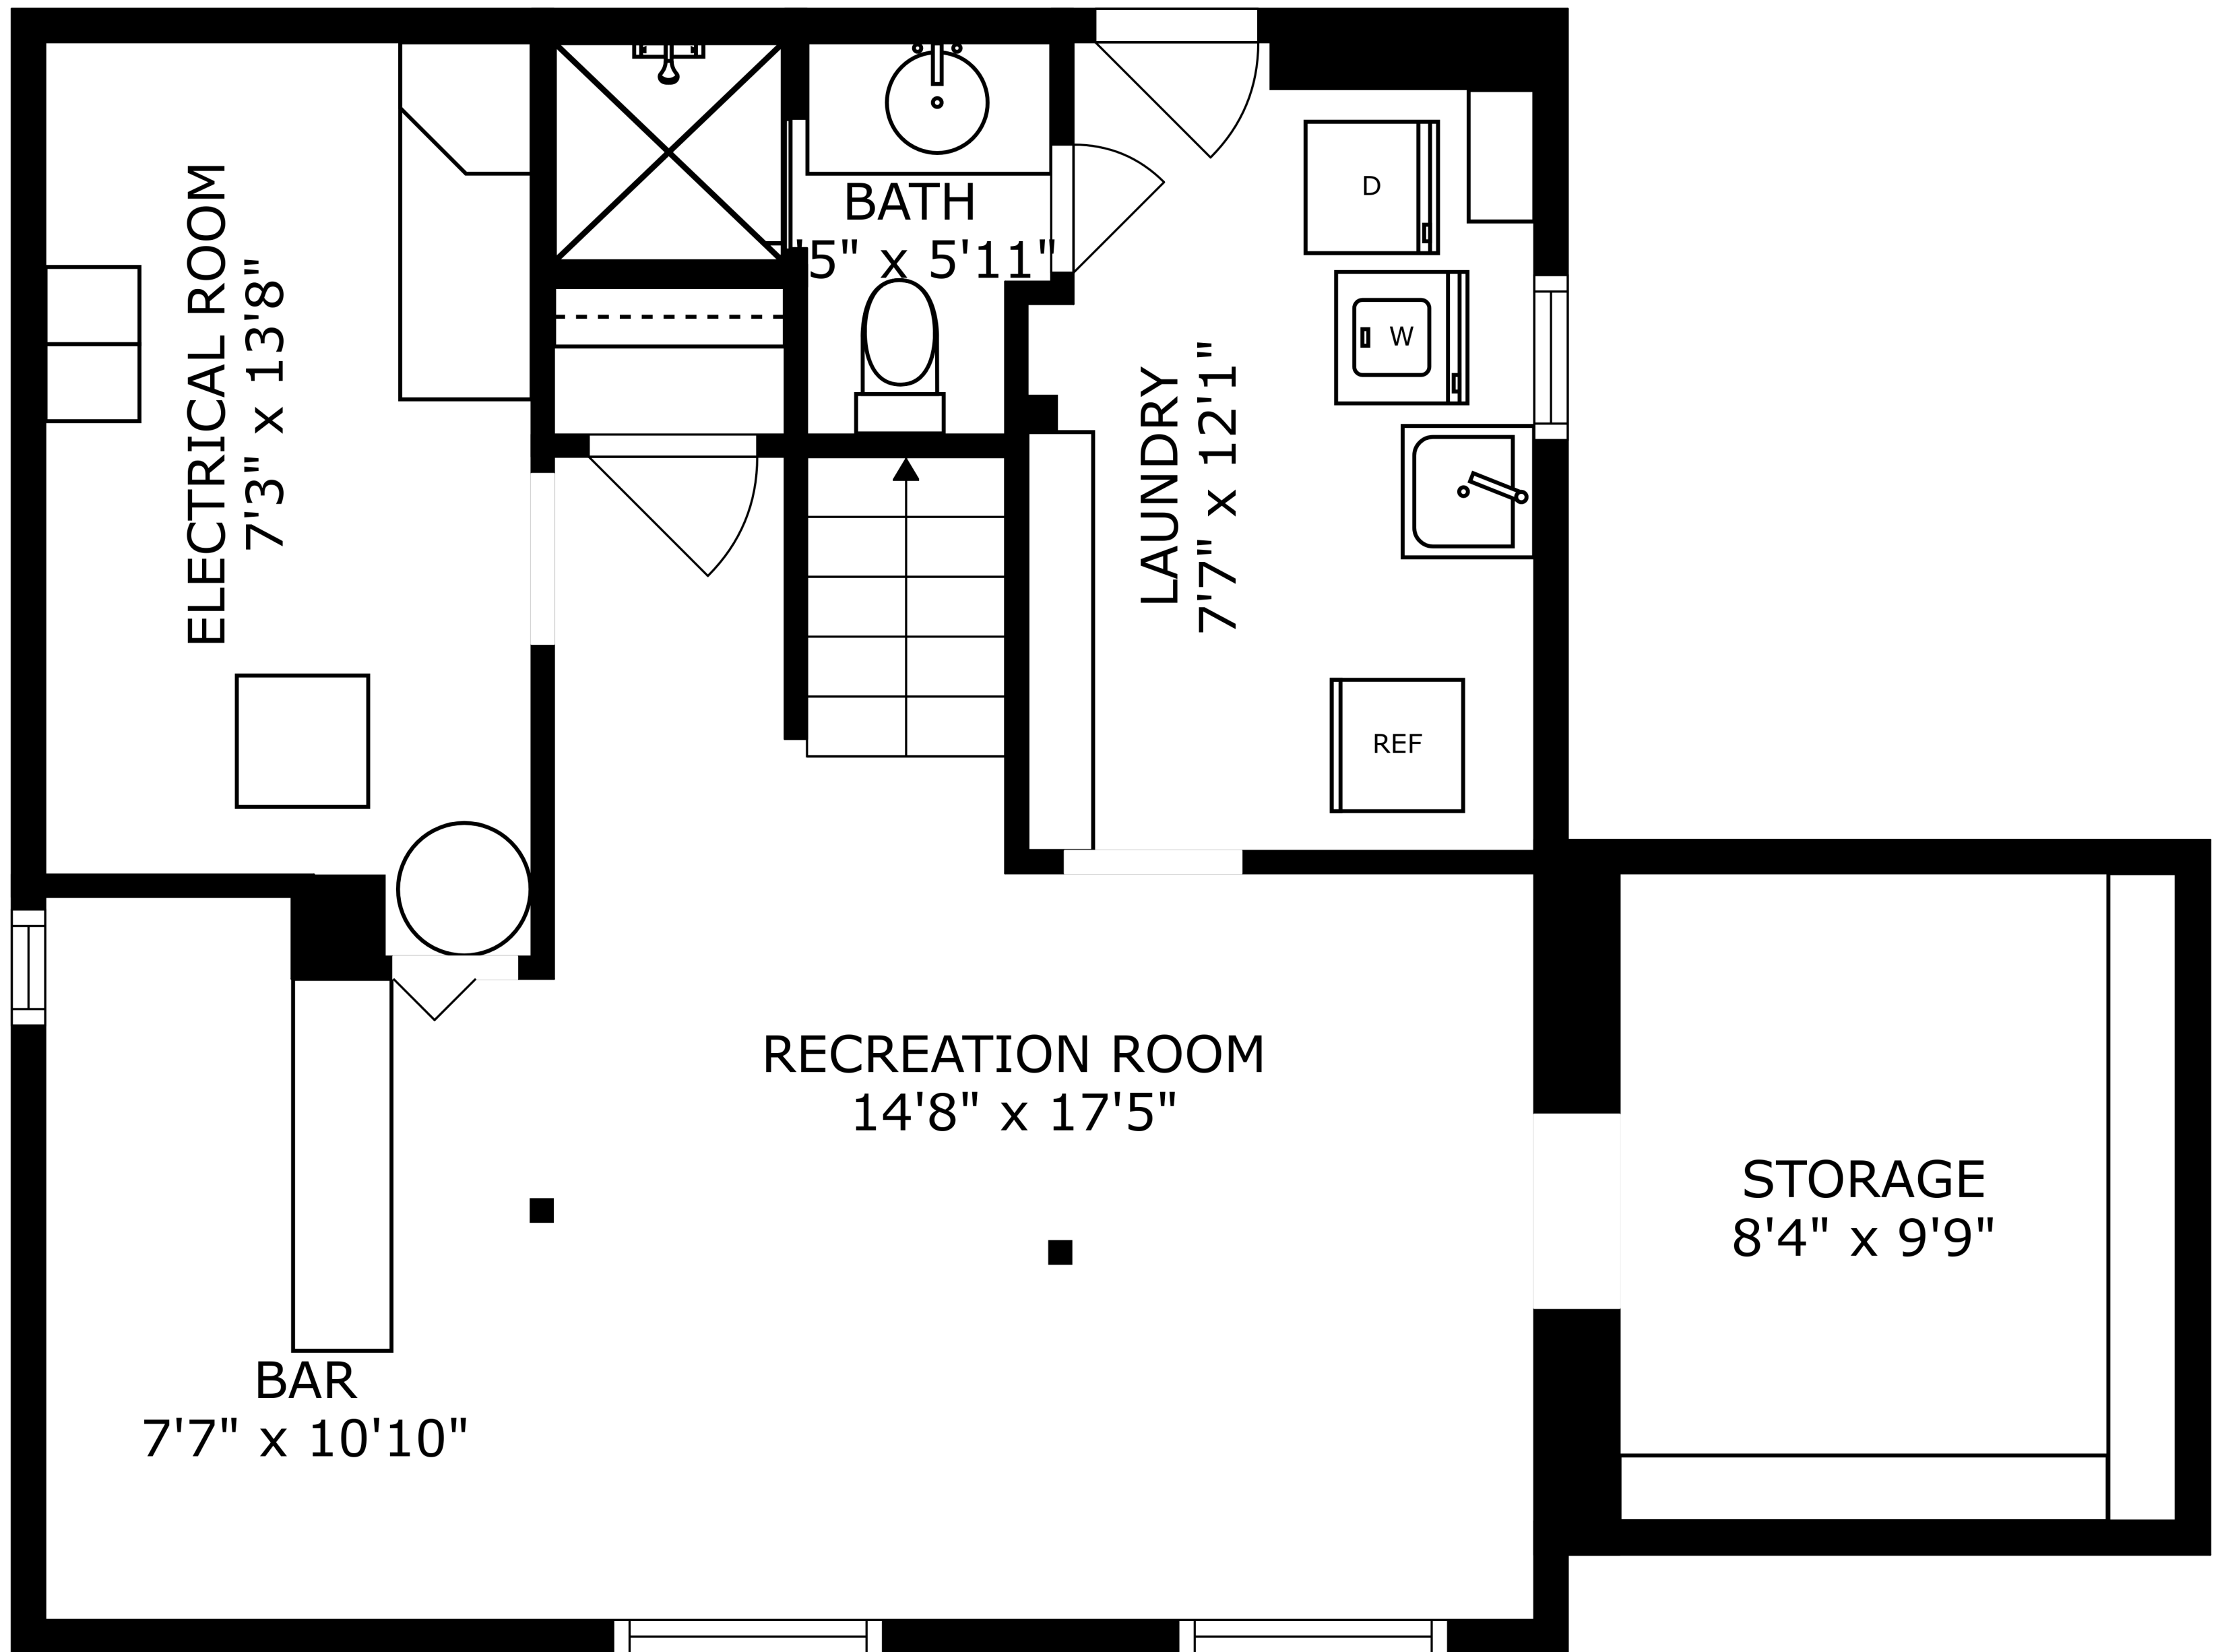 ELECTRICAL ROOM
7'3" x 13'8"
BATH
'5" x 5'11"
D
W
LAUNDRY
7'7" x 12'1"
REF
RECREATION ROOM
14'8" x 17'5"
STORAGE
8'4" x 9'9"
BAR
7'7" x 10'10"